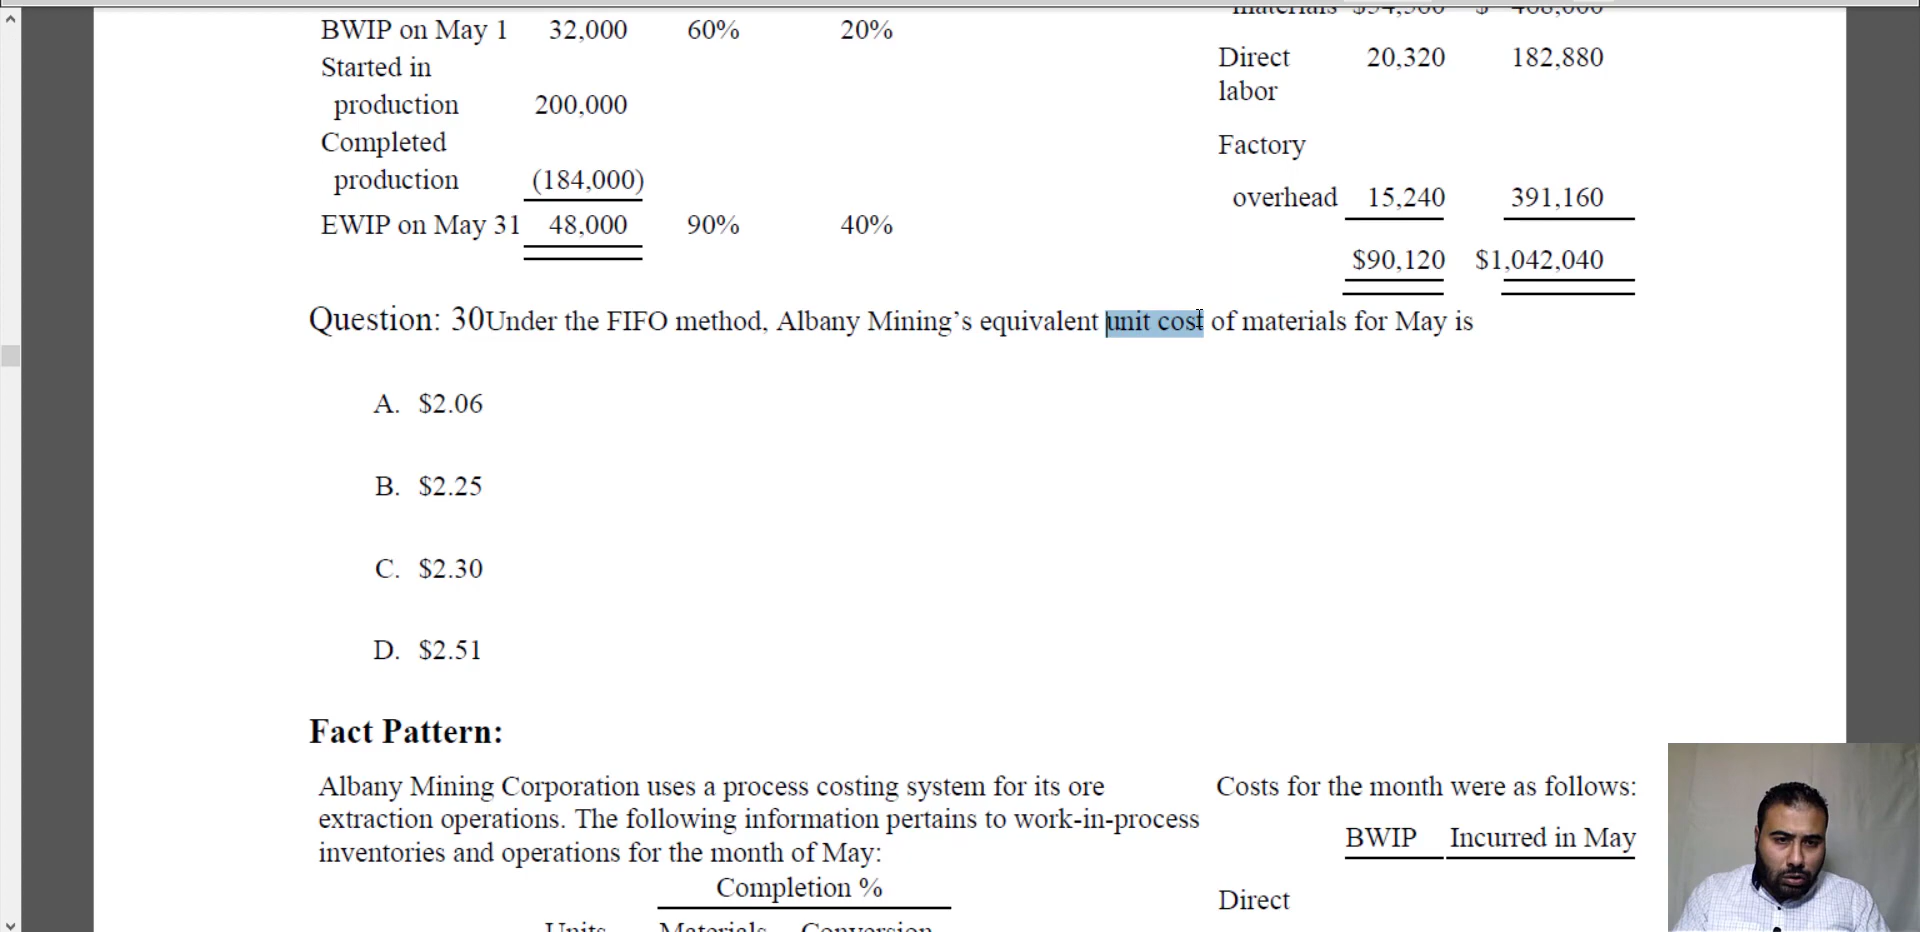 BWIP on May 1 32,000 60% 20%
Started in
production 200,000
Completed
production (184,000)
EWIP on May 31 48,000 90% 40%
materials
Direct 20,320 182,880
labor
Factory
overhead 15,240 391,160
$90,120 $1,042,040
Question: 30Under the FIFO method, Albany Mining’s equivalent unit cost of materials for May is
A. $2.06
B. $2.25
C. $2.30
D. $2.51
Fact Pattern:
Albany Mining Corporation uses a process costing system for its ore
extraction operations. The following information pertains to work-in-process
inventories and operations for the month of May:
Completion %
Units Materials Conversion
Costs for the month were as follows:
BWIP Incurred in May
Direct